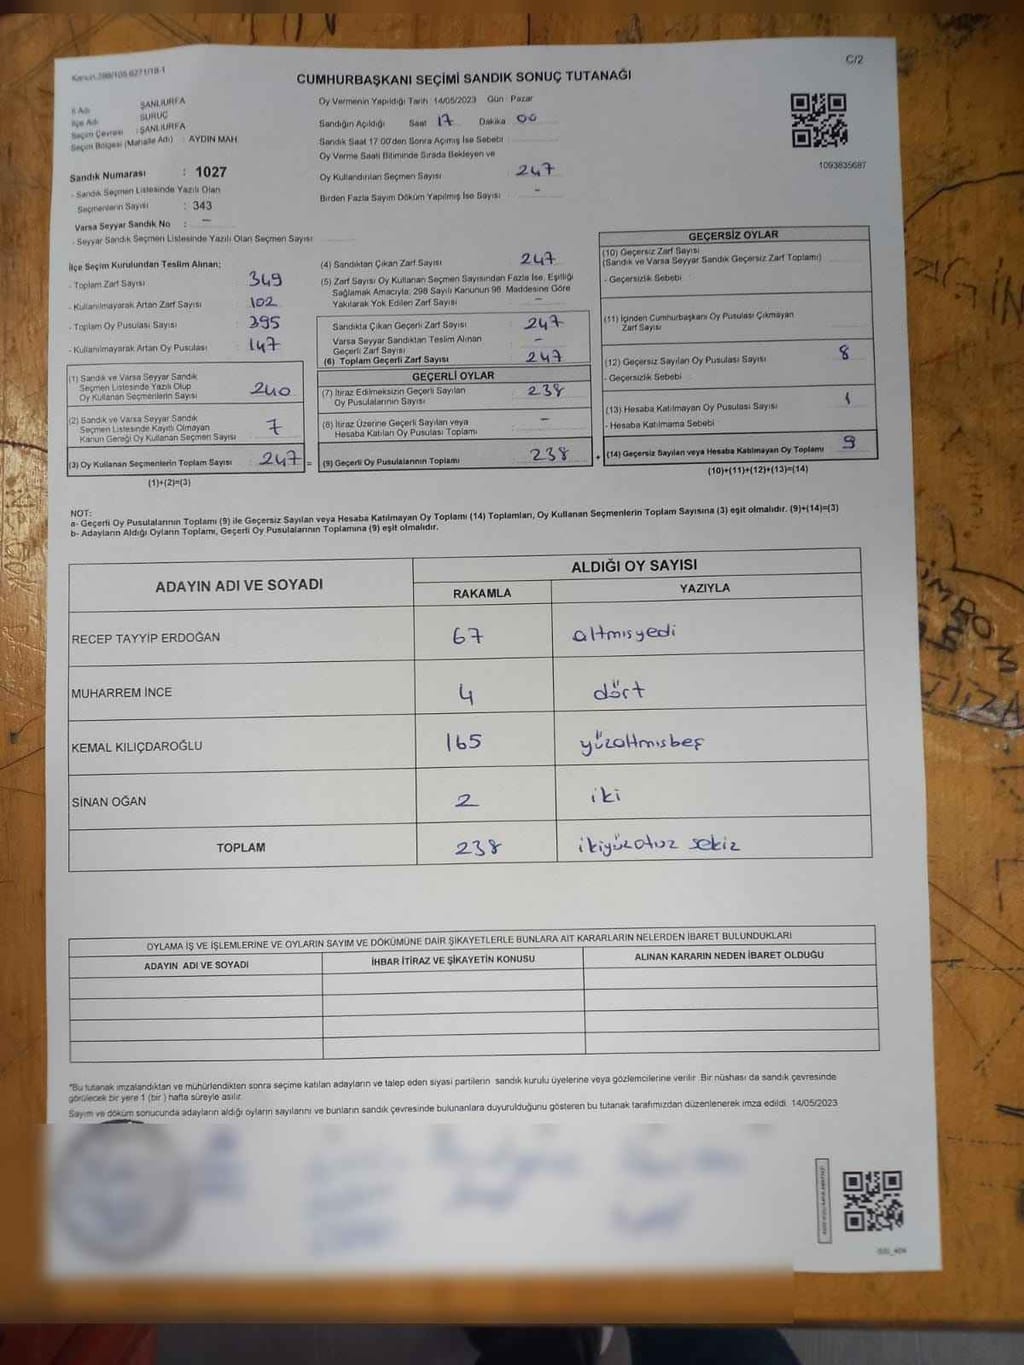 Kanun 298/105 6271/18-1
C/2
CUMHURBAŞKANI SEÇİMİ SANDIK SONUÇ TUTANAĞI
İl Adı : ŞANLIURFA
İlçe Adı : SURUÇ
Seçim Çevresi : ŞANLIURFA
Seçim Bölgesi (Mahalle Adı) : AYDIN MAH
Sandık Numarası : 1027
- Sandık Seçmen Listesinde Yazılı Olan
Seçmenlerin Sayısı : 343
Varsa Seyyar Sandık No : -
- Seyyar Sandık Seçmen Listesinde Yazılı Olan Seçmen Sayısı
Oy Vermenin Yapıldığı Tarih 14/05/2023 Gün Pazar
Sandığın Açıldığı Saat 17 Dakika 00
Sandık Saat 17 00'den Sonra Açımış İse Sebebi
Oy Verme Saati Bitiminde Sırada Bekleyen ve
Oy Kullandırılan Seçmen Sayısı 247
Birden Fazla Sayım Döküm Yapılmış İse Sayısı -
1093835687
İlçe Seçim Kurulundan Teslim Alınan;
- Toplam Zarf Sayısı 349
- Kullanılmayarak Artan Zarf Sayısı 102
- Toplam Oy Pusulası Sayısı 395
- Kullanılmayarak Artan Oy Pusulası 147
(1) Sandık ve Varsa Seyyar Sandık
Seçmen Listesinde Yazılı Olup
Oy Kullanan Seçmenlerin Sayısı 240
(2) Sandık ve Varsa Seyyar Sandık
Seçmen Listesinde Kayıtlı Olmayan
Kanun Gereği Oy Kullanan Seçmen Sayısı 7
(3) Oy Kullanan Seçmenlerin Toplam Sayısı 247 =
(1)+(2)=(3)
(4) Sandıktan Çıkan Zarf Sayısı 247
(5) Zarf Sayısı Oy Kullanan Seçmen Sayısından Fazla İse, Eşitliği
Sağlamak Amacıyla; 298 Sayılı Kanunun 98. Maddesine Göre
Yakılarak Yok Edilen Zarf Sayısı -
Sandıkta Çıkan Geçerli Zarf Sayısı 247
Varsa Seyyar Sandıktan Teslim Alınan
Geçerli Zarf Sayısı -
(6) Toplam Geçerli Zarf Sayısı 247
GEÇERLİ OYLAR
(7) İtiraz Edilmeksizin Geçerli Sayılan
Oy Pusulalarının Sayısı 238
(8) İtiraz Üzerine Geçerli Sayılan veya
Hesaba Katılan Oy Pusulası Toplamı -
(9) Geçerli Oy Pusulalarının Toplamı 238 +
GEÇERSİZ OYLAR
(10) Geçersiz Zarf Sayısı
(Sandık ve Varsa Seyyar Sandık Geçersiz Zarf Toplamı)
- Geçersizlik Sebebi
(11) İçinden Cumhurbaşkanı Oy Pusulası Çıkmayan
Zarf Sayısı
(12) Geçersiz Sayılan Oy Pusulası Sayısı 8
- Geçersizlik Sebebi
(13) Hesaba Katılmayan Oy Pusulası Sayısı 1
- Hesaba Katılmama Sebebi
(14) Geçersiz Sayılan veya Hesaba Katılmayan Oy Toplamı 9
(10)+(11)+(12)+(13)=(14)
NOT:
a- Geçerli Oy Pusulalarının Toplamı (9) ile Geçersiz Sayılan veya Hesaba Katılmayan Oy Toplamı (14) Toplamları, Oy Kullanan Seçmenlerin Toplam Sayısına (3) eşit olmalıdır. (9)+(14)=(3)
b- Adayların Aldığı Oyların Toplamı, Geçerli Oy Pusulalarının Toplamına (9) eşit olmalıdır.
ADAYIN ADI VE SOYADI
ALDIĞI OY SAYISI
RAKAMLA YAZIYLA
RECEP TAYYİP ERDOĞAN 67 altmısyedi
MUHARREM İNCE 4 dört
KEMAL KILIÇDAROĞLU 165 yüzaltmısbeş
SİNAN OĞAN 2 iki
TOPLAM 238 ikiyüzotuz sekiz
OYLAMA İŞ VE İŞLEMLERİNE VE OYLARIN SAYIM VE DÖKÜMÜNE DAİR ŞİKAYETLERLE BUNLARA AİT KARARLARIN NELERDEN İBARET BULUNDUKLARI
ADAYIN ADI VE SOYADI İHBAR İTİRAZ VE ŞİKAYETİN KONUSU ALINAN KARARIN NEDEN İBARET OLDUĞU
*Bu tutanak imzalandıktan ve mühürlendikten sonra seçime katılan adayların ve talep eden siyasi partilerin sandık kurulu üyelerine veya gözlemcilerine verilir. Bir nüshası da sandık çevresinde
görülecek bir yere 1 (bir) hafta süreyle asılır.
Sayım ve döküm sonucunda adayların aldığı oyların sayılarını ve bunların sandık çevresinde bulunanlara duyurulduğunu gösteren bu tutanak tarafımızdan düzenlenerek imza edildi. 14/05/2023